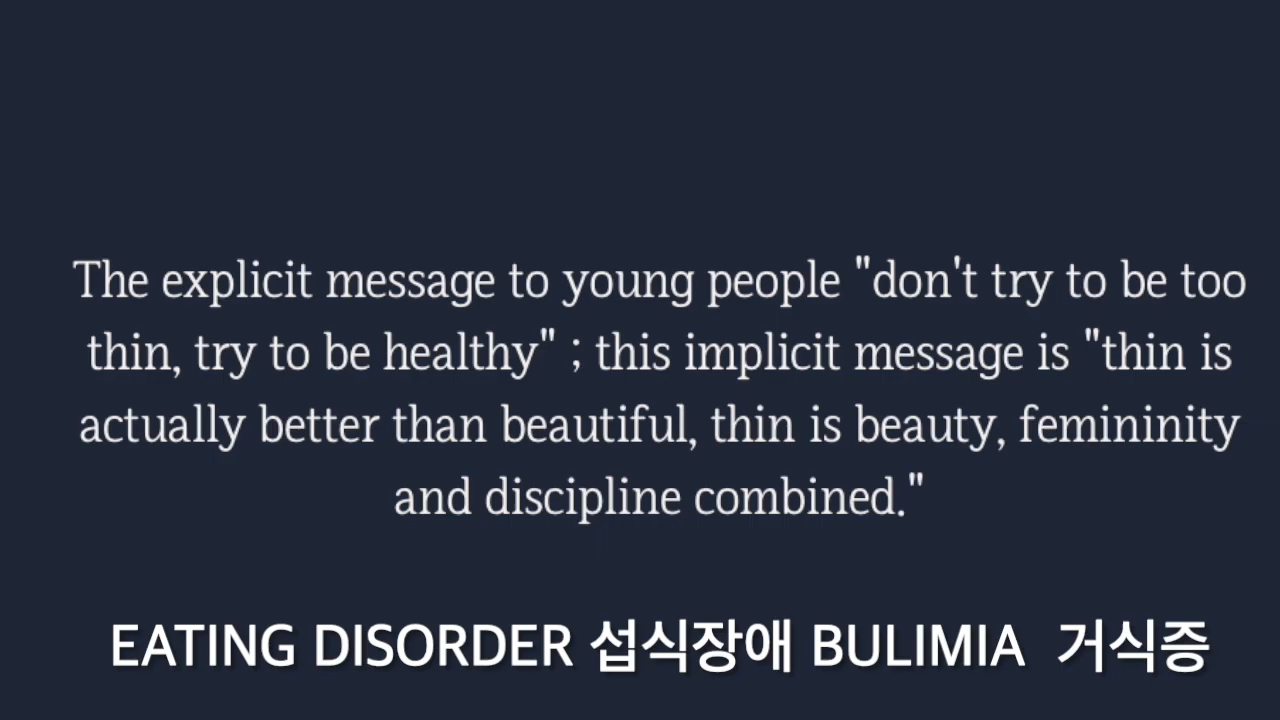 The explicit message to young people "don't try to be too
thin, try to be healthy" ; this implicit message is "thin is
actually better than beautiful, thin is beauty, femininity
and discipline combined."
EATING DISORDER 섭식장애 BULIMIA 거식증